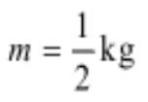 m = 1/2 kg